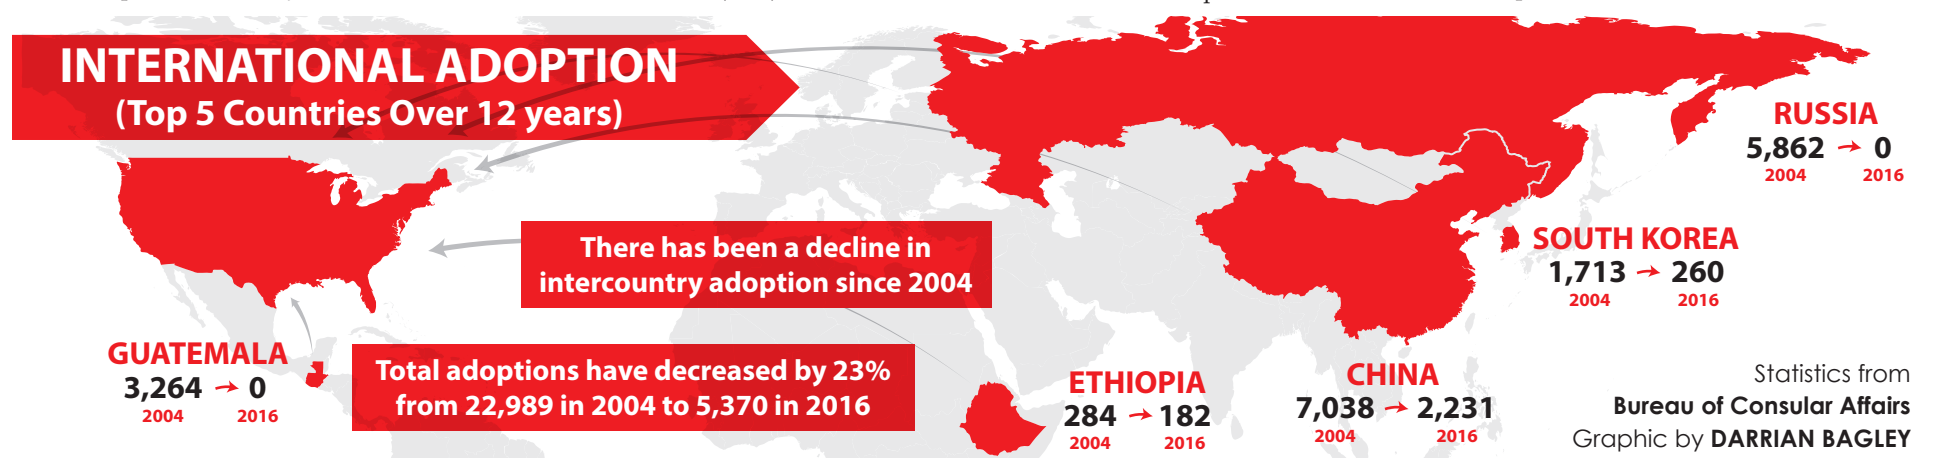 INTERNATIONAL ADOPTION
(Top 5 Countries Over 12 years)
RUSSIA
5,862 → 0
2004 2016
There has been a decline in
intercountry adoption since 2004
SOUTH KOREA
1,713 → 260
2004 2016
GUATEMALA
3,264 → 0
2004 2016
Total adoptions have decreased by 23%
from 22,989 in 2004 to 5,370 in 2016
ETHIOPIA
284 → 182
2004 2016
CHINA
7,038 → 2,231
2004 2016
Statistics from
Bureau of Consular Affairs
Graphic by DARRIAN BAGLEY